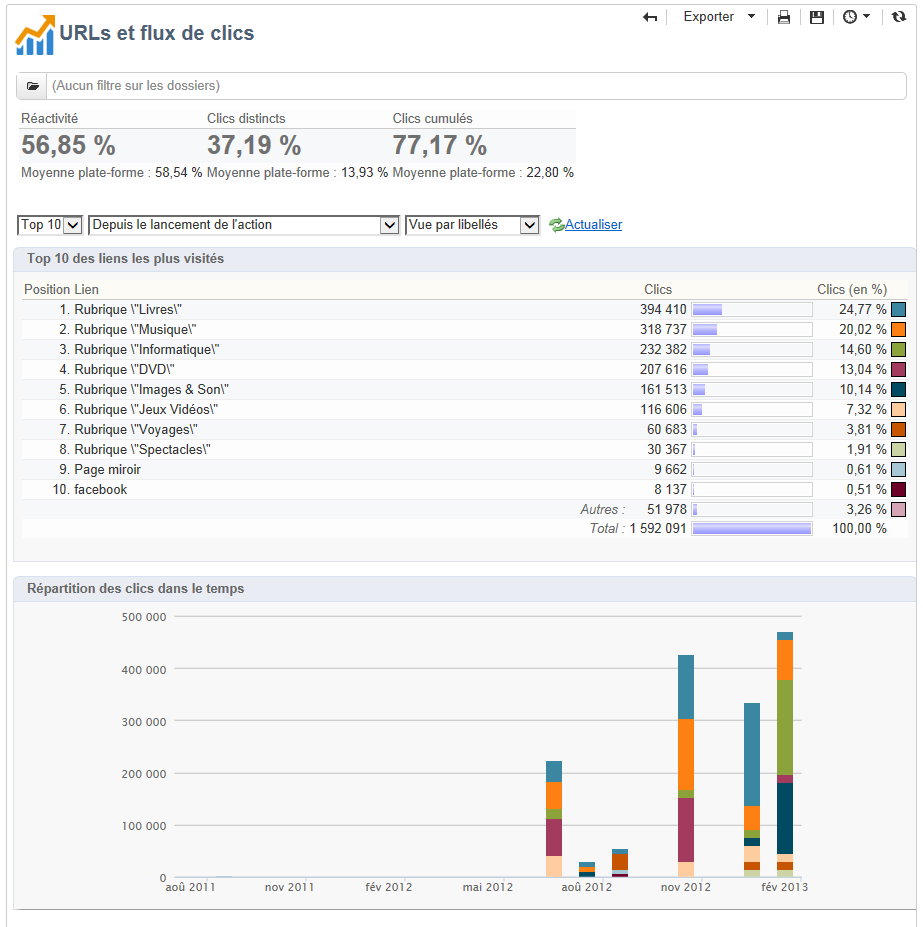 Exporter
URLs et flux de clics
(Aucun filtre sur les dossiers)
Réactivité Clics distincts Clics cumulés
56,85 % 37,19 % 77,17 %
Moyenne plate-forme : 58,54 % Moyenne plate-forme : 13,93 % Moyenne plate-forme : 22,80 %
Top 10 Depuis le lancement de l'action Vue par libellés Actualiser
Top 10 des liens les plus visités
Position Lien Clics Clics (en %)
1. Rubrique \"Livres\" 394 410 24,77 %
2. Rubrique \"Musique\" 318 737 20,02 %
3. Rubrique \"Informatique\" 232 382 14,60 %
4. Rubrique \"DVD\" 207 616 13,04 %
5. Rubrique \"Images & Son\" 161 513 10,14 %
6. Rubrique \"Jeux Vidéos\" 116 606 7,32 %
7. Rubrique \"Voyages\" 60 683 3,81 %
8. Rubrique \"Spectacles\" 30 367 1,91 %
9. Page miroir 9 662 0,61 %
10. facebook 8 137 0,51 %
Autres : 51 978 3,26 %
Total : 1 592 091 100,00 %
Répartition des clics dans le temps
500 000
400 000
300 000
200 000
100 000
0
aoû 2011 nov 2011 fév 2012 mai 2012 aoû 2012 nov 2012 fév 2013